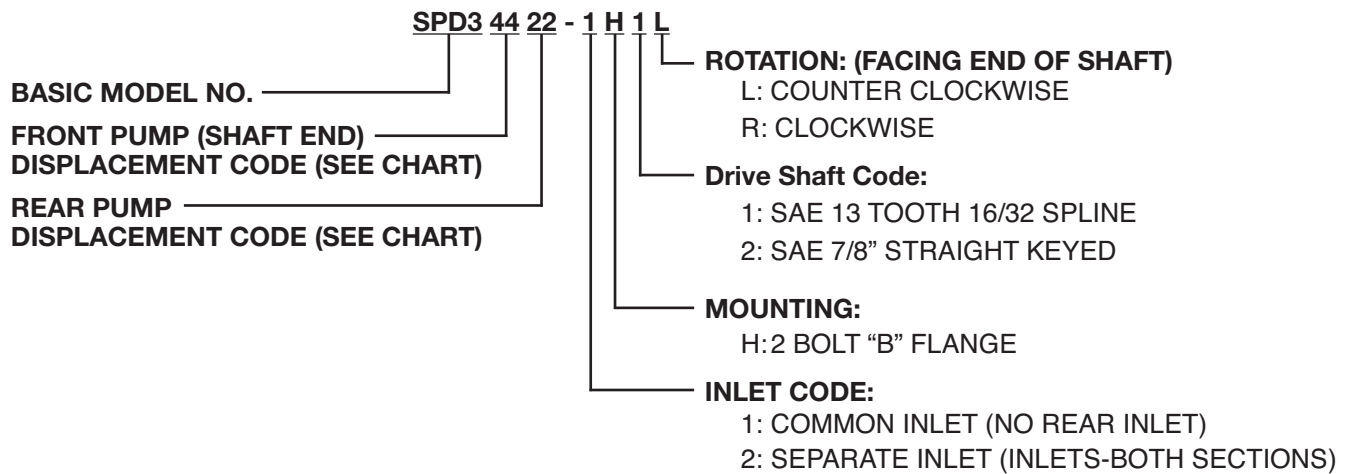 SPD3 44 22 - 1 H 1 L
BASIC MODEL NO.
FRONT PUMP (SHAFT END)
DISPLACEMENT CODE (SEE CHART)
REAR PUMP
DISPLACEMENT CODE (SEE CHART)
ROTATION: (FACING END OF SHAFT)
L: COUNTER CLOCKWISE
R: CLOCKWISE
Drive Shaft Code:
1: SAE 13 TOOTH 16/32 SPLINE
2: SAE 7/8” STRAIGHT KEYED
MOUNTING:
H: 2 BOLT “B” FLANGE
INLET CODE:
1: COMMON INLET (NO REAR INLET)
2: SEPARATE INLET (INLETS-BOTH SECTIONS)